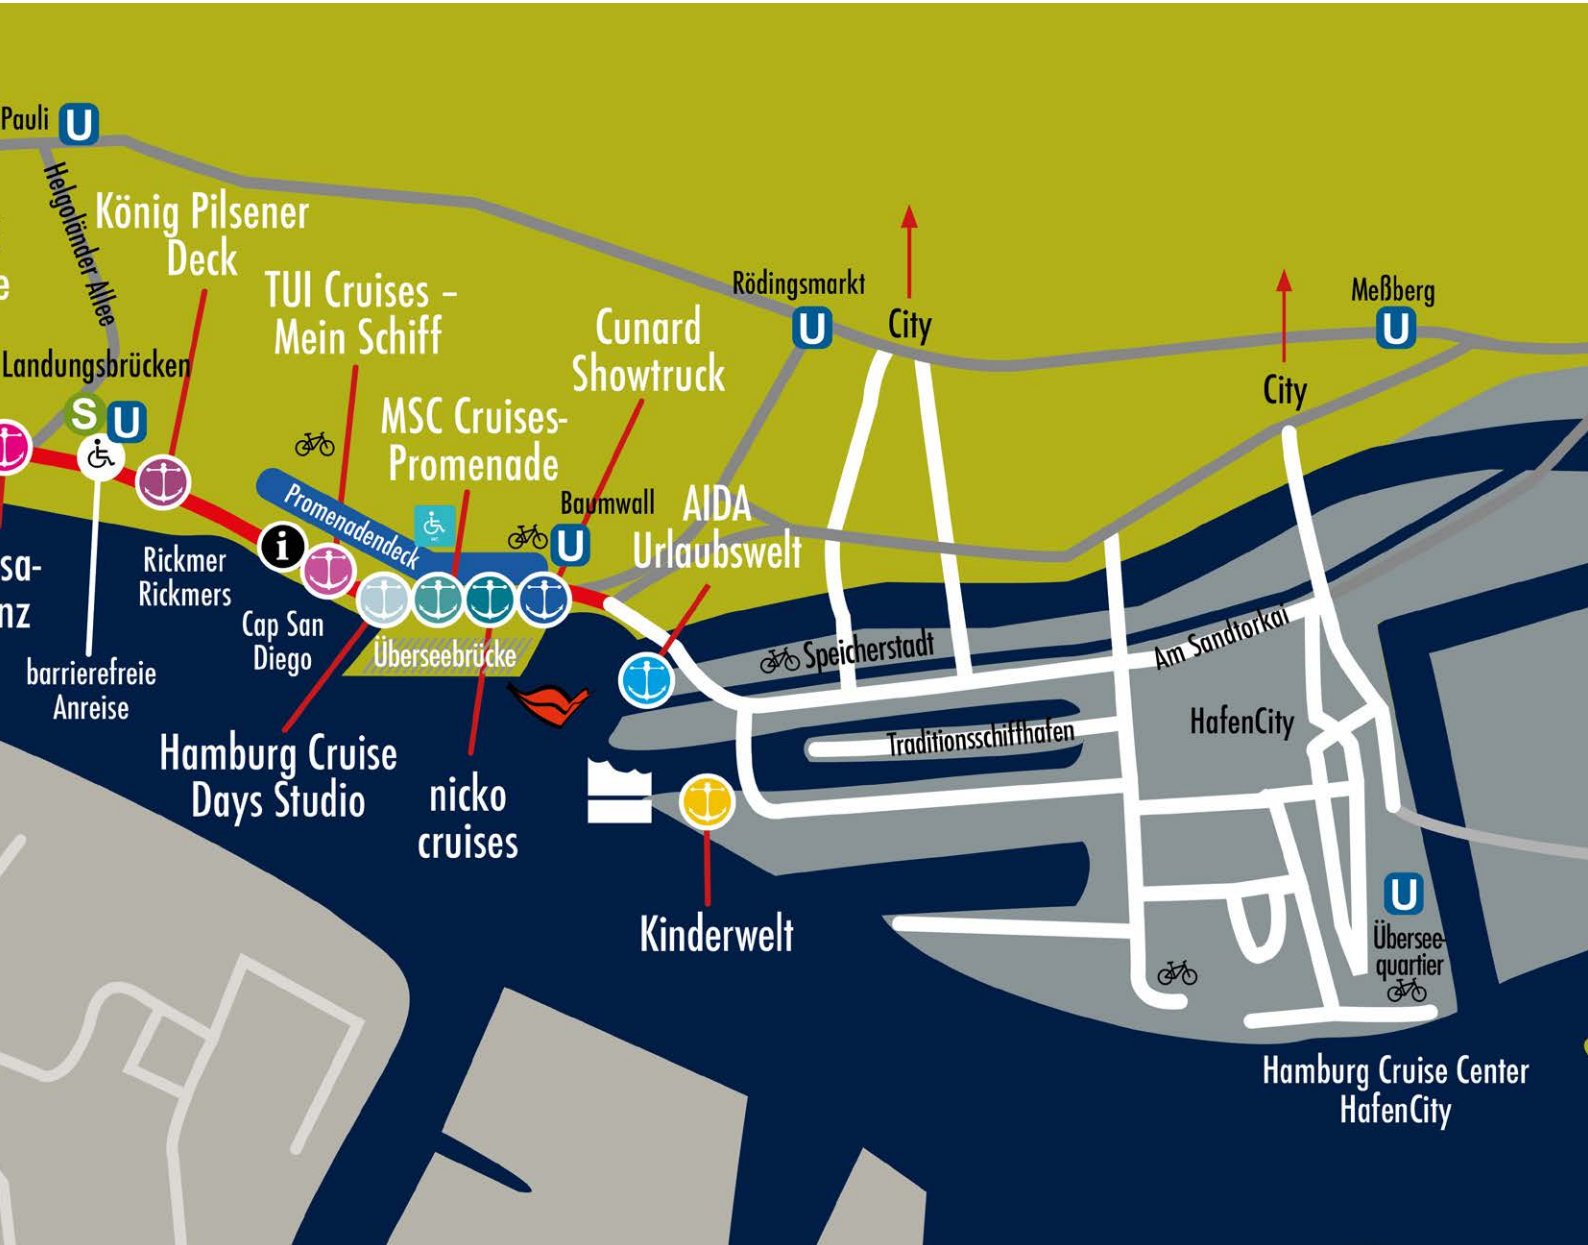 Pauli
U
Helgoländer Allee
König Pilsener
Deck
TUI Cruises –
Mein Schiff
Rödingsmarkt
U
City
Meßberg
U
City
Landungsbrücken
S
U
Cunard
Showtruck
MSC Cruises-
Promenade
Promenadendeck
Baumwall
U
AIDA
Urlaubswelt
i
Rickmer
Rickmers
Cap San
Diego
Überseebrücke
barrierefreie
Anreise
Speicherstadt
Am Sandtorkai
Traditionsschiffhafen
HafenCity
Hamburg Cruise
Days Studio
nicko
cruises
Kinderwelt
U
Übersee-
quartier
Hamburg Cruise Center
HafenCity